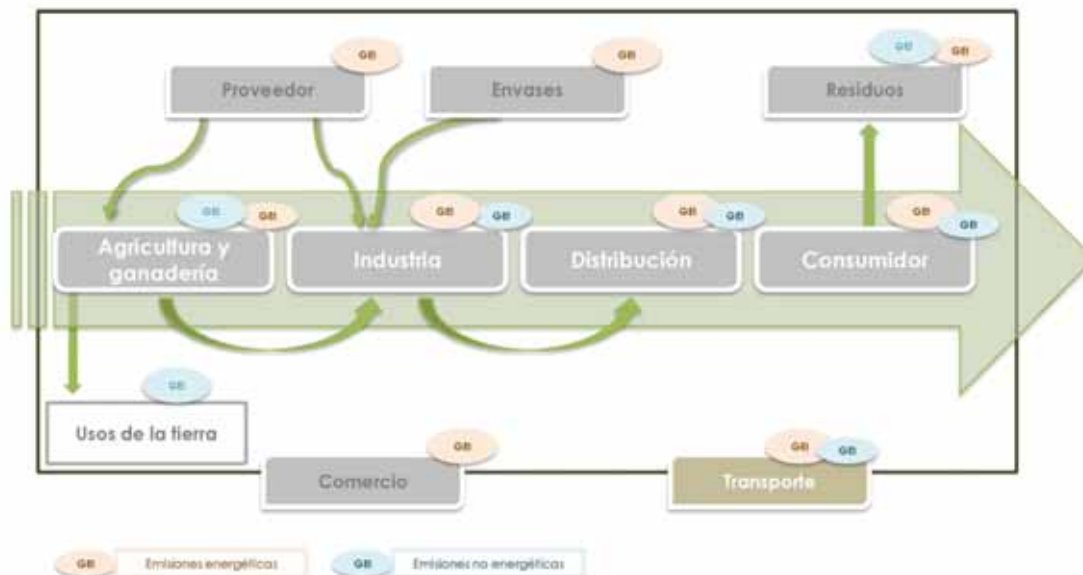 GEI
GEI
GEI
GEI
Proveedor
Envases
Residuos
GEI
GEI
GEI
GEI
GEI
GEI
GEI
GEI
Agricultura y
ganadería
Industria
Distribución
Consumidor
GEI
Usos de la tierra
GEI
GEI
GEI
Comercio
Transporte
GEI
Emisiones energéticas
GEI
Emisiones no energéticas